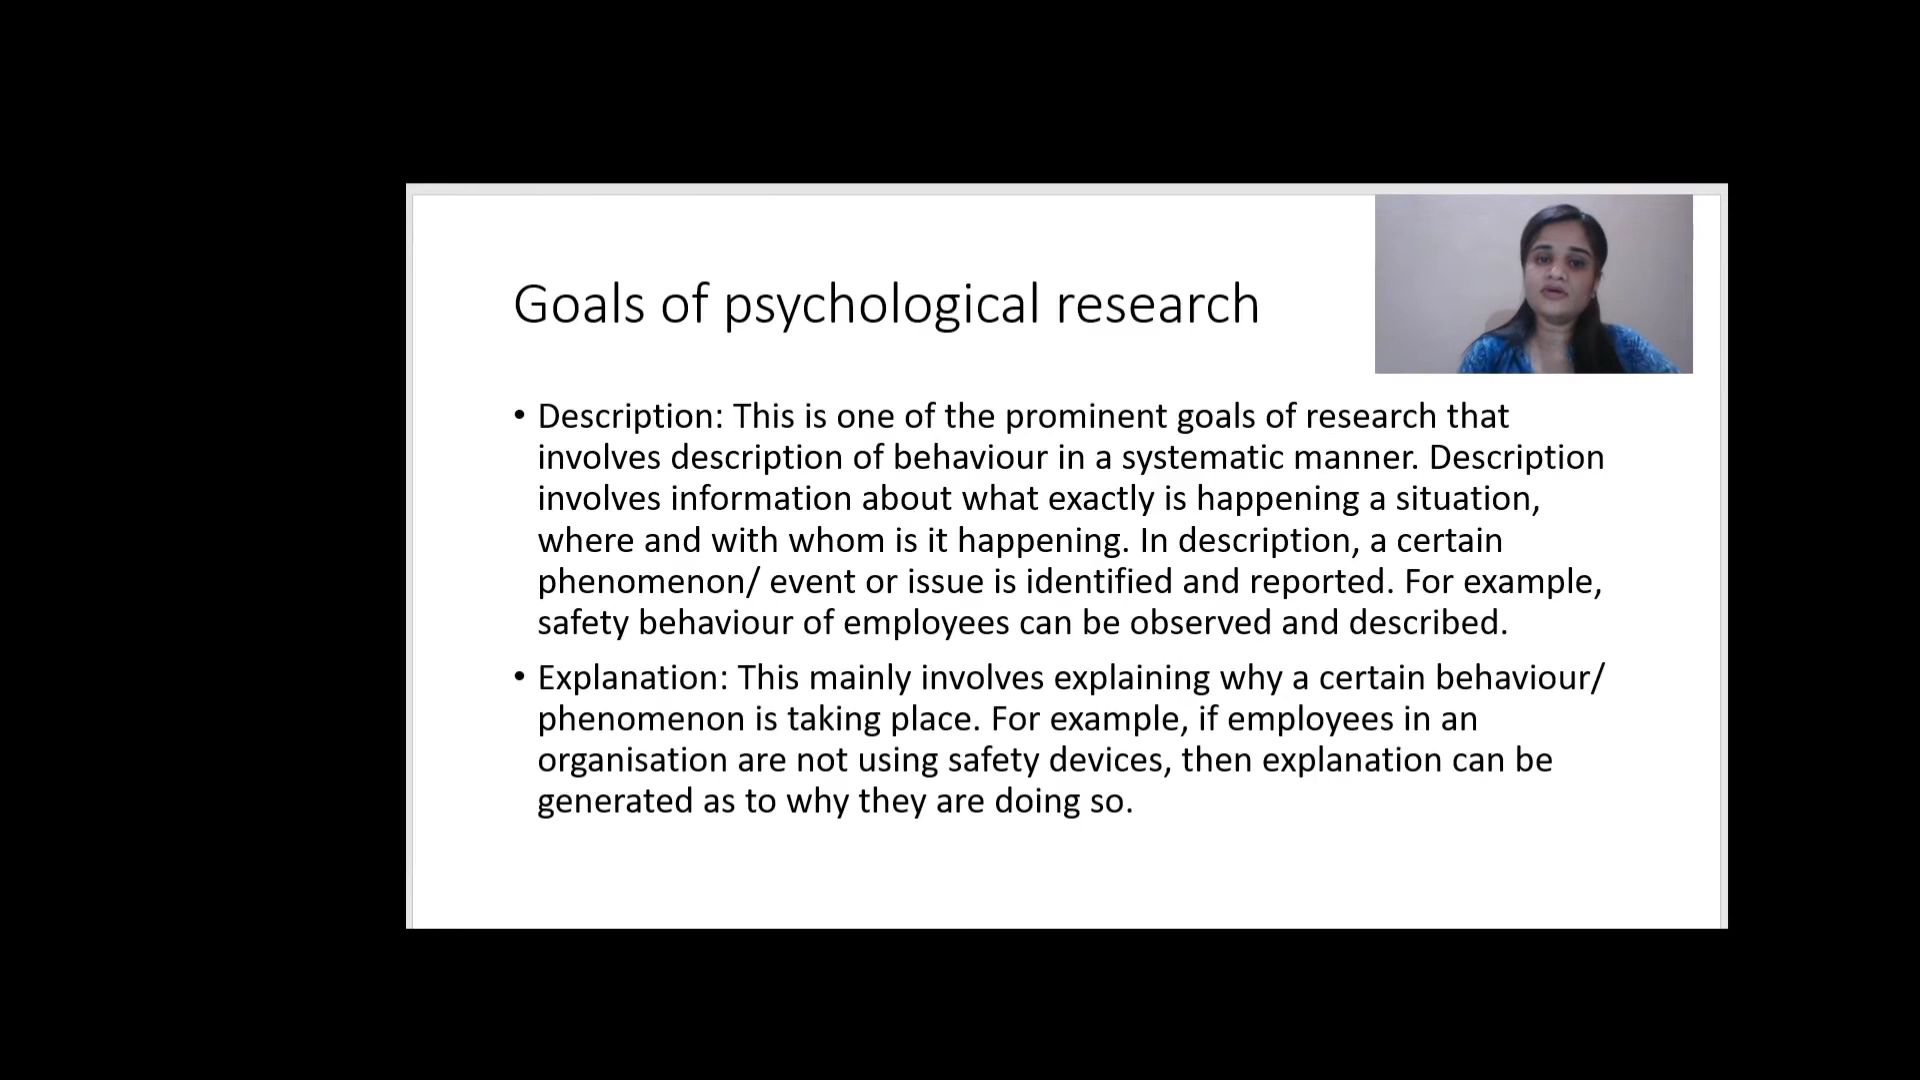 Goals of psychological research
• Description: This is one of the prominent goals of research that
involves description of behaviour in a systematic manner. Description
involves information about what exactly is happening a situation,
where and with whom is it happening. In description, a certain
phenomenon/ event or issue is identified and reported. For example,
safety behaviour of employees can be observed and described.
• Explanation: This mainly involves explaining why a certain behaviour/
phenomenon is taking place. For example, if employees in an
organisation are not using safety devices, then explanation can be
generated as to why they are doing so.